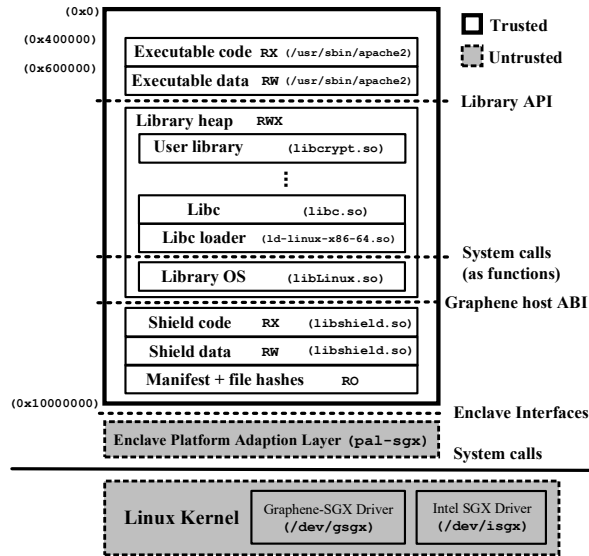 (0x0)
Trusted
Untrusted
(0x400000)
Executable code RX (/usr/sbin/apache2)
(0x600000)
Executable data RW (/usr/sbin/apache2)
Library API
Library heap RWX
User library (libcrypt.so)
⋮
Libc (libc.so)
Libc loader (ld-linux-x86-64.so)
System calls
(as functions)
Library OS (libLinux.so)
Graphene host ABI
Shield code RX (libshield.so)
Shield data RW (libshield.so)
Manifest + file hashes RO
(0x10000000)
Enclave Interfaces
Enclave Platform Adaption Layer (pal-sgx)
System calls
Linux Kernel
Graphene-SGX Driver
(/dev/gsgx)
Intel SGX Driver
(/dev/isgx)